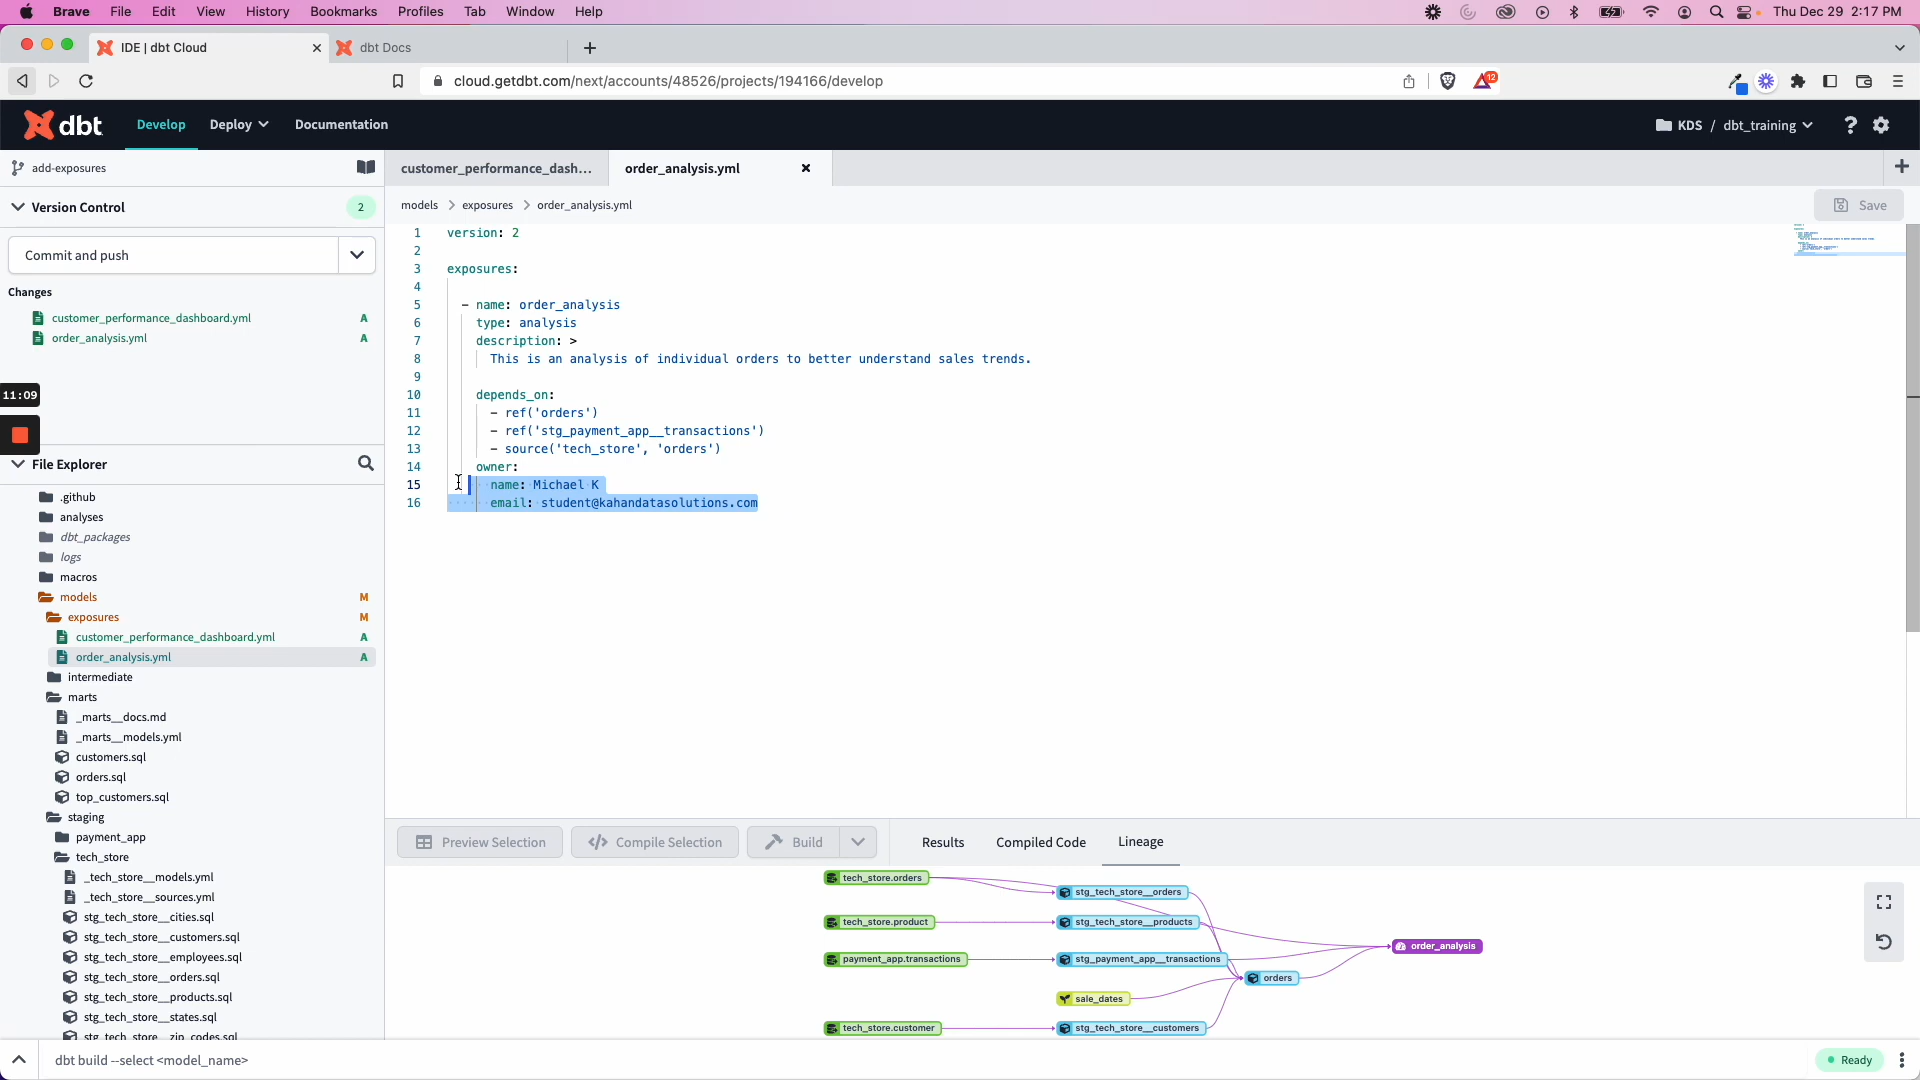 Brave File Edit View History Bookmarks Profiles Tab Window Help Thu Dec 29 2:17 PM
IDE | dbt Cloud
dbt Docs
cloud.getdbt.com/next/accounts/48526/projects/194166/develop
12
dbt Develop Deploy Documentation KDS / dbt_training
add-exposures
customer_performance_dash...
order_analysis.yml
Version Control 2
models > exposures > order_analysis.yml
Save
Commit and push
Changes
customer_performance_dashboard.yml A
order_analysis.yml A
11:09
File Explorer
.github
analyses
dbt_packages
logs
macros
models M
exposures M
customer_performance_dashboard.yml A
order_analysis.yml A
intermediate
marts
_marts__docs.md
_marts__models.yml
customers.sql
orders.sql
top_customers.sql
staging
payment_app
tech_store
_tech_store__models.yml
_tech_store__sources.yml
stg_tech_store__cities.sql
stg_tech_store__customers.sql
stg_tech_store__employees.sql
stg_tech_store__orders.sql
stg_tech_store__products.sql
stg_tech_store__states.sql
stg_tech_store__zip_codes.sql
1 version: 2
2
3 exposures:
4
5 - name: order_analysis
6 type: analysis
7 description: >
8 This is an analysis of individual orders to better understand sales trends.
9
10 depends_on:
11 - ref('orders')
12 - ref('stg_payment_app__transactions')
13 - source('tech_store', 'orders')
14 owner:
15 name: Michael K
16 email: student@kahandatasolutions.com
Preview Selection
Compile Selection
Build
Results Compiled Code Lineage
tech_store.orders
stg_tech_store__orders
tech_store.product
stg_tech_store__products
order_analysis
payment_app.transactions
stg_payment_app__transactions
orders
sale_dates
tech_store.customer
stg_tech_store__customers
dbt build --select <model_name>
Ready